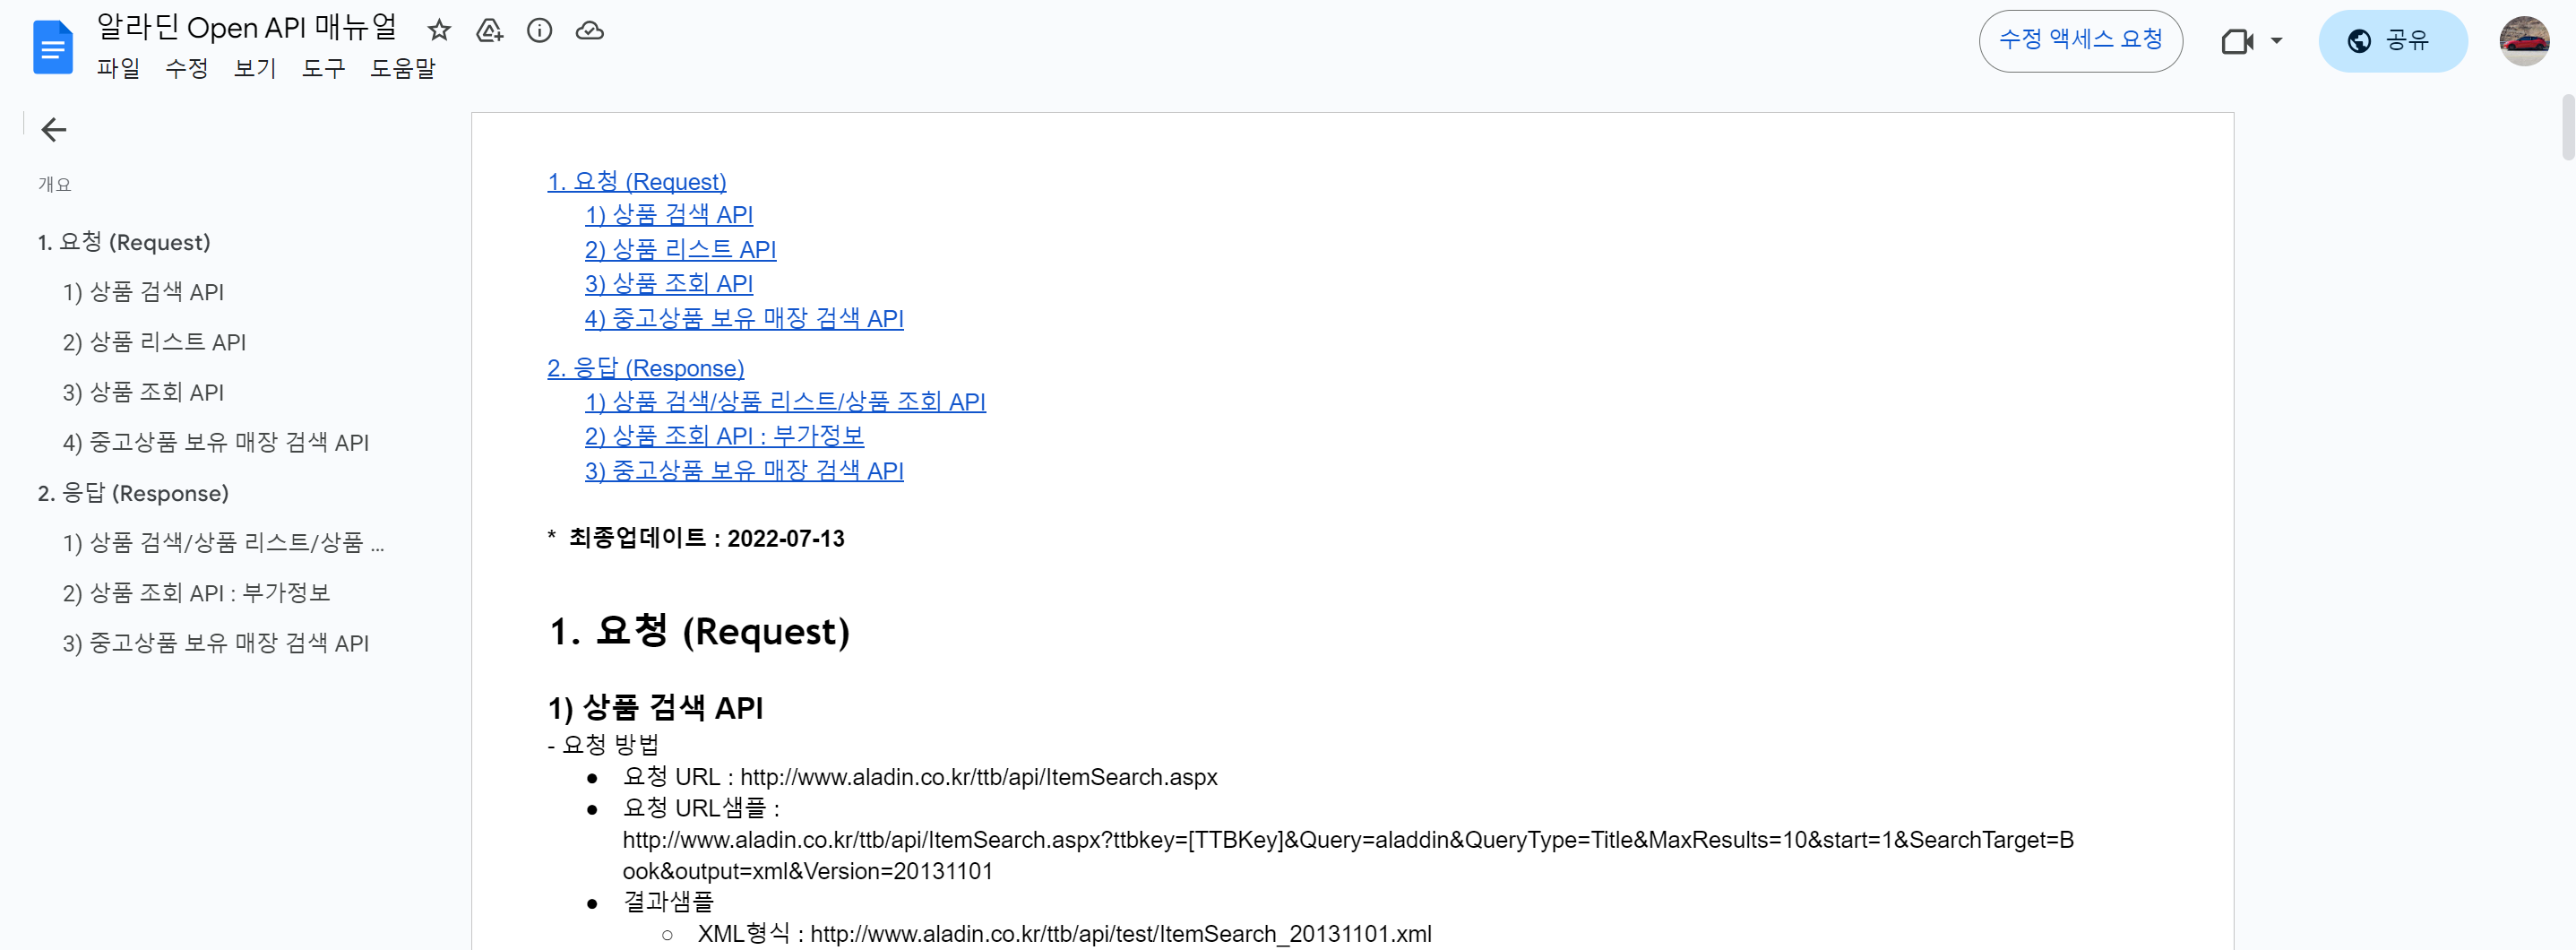 알라딘 Open API 매뉴얼
파일 수정 보기 도구 도움말
수정 액세스 요청
공유
개요
1. 요청 (Request)
1) 상품 검색 API
2) 상품 리스트 API
3) 상품 조회 API
4) 중고상품 보유 매장 검색 API
2. 응답 (Response)
1) 상품 검색/상품 리스트/상품 ...
2) 상품 조회 API : 부가정보
3) 중고상품 보유 매장 검색 API
1. 요청 (Request)
1) 상품 검색 API
2) 상품 리스트 API
3) 상품 조회 API
4) 중고상품 보유 매장 검색 API
2. 응답 (Response)
1) 상품 검색/상품 리스트/상품 조회 API
2) 상품 조회 API : 부가정보
3) 중고상품 보유 매장 검색 API
* 최종업데이트 : 2022-07-13
1. 요청 (Request)
1) 상품 검색 API
- 요청 방법
● 요청 URL : http://www.aladin.co.kr/ttb/api/ItemSearch.aspx
● 요청 URL샘플 :
http://www.aladin.co.kr/ttb/api/ItemSearch.aspx?ttbkey=[TTBKey]&Query=aladdin&QueryType=Title&MaxResults=10&start=1&SearchTarget=B
ook&output=xml&Version=20131101
● 결과샘플
○ XML형식 : http://www.aladin.co.kr/ttb/api/test/ItemSearch_20131101.xml